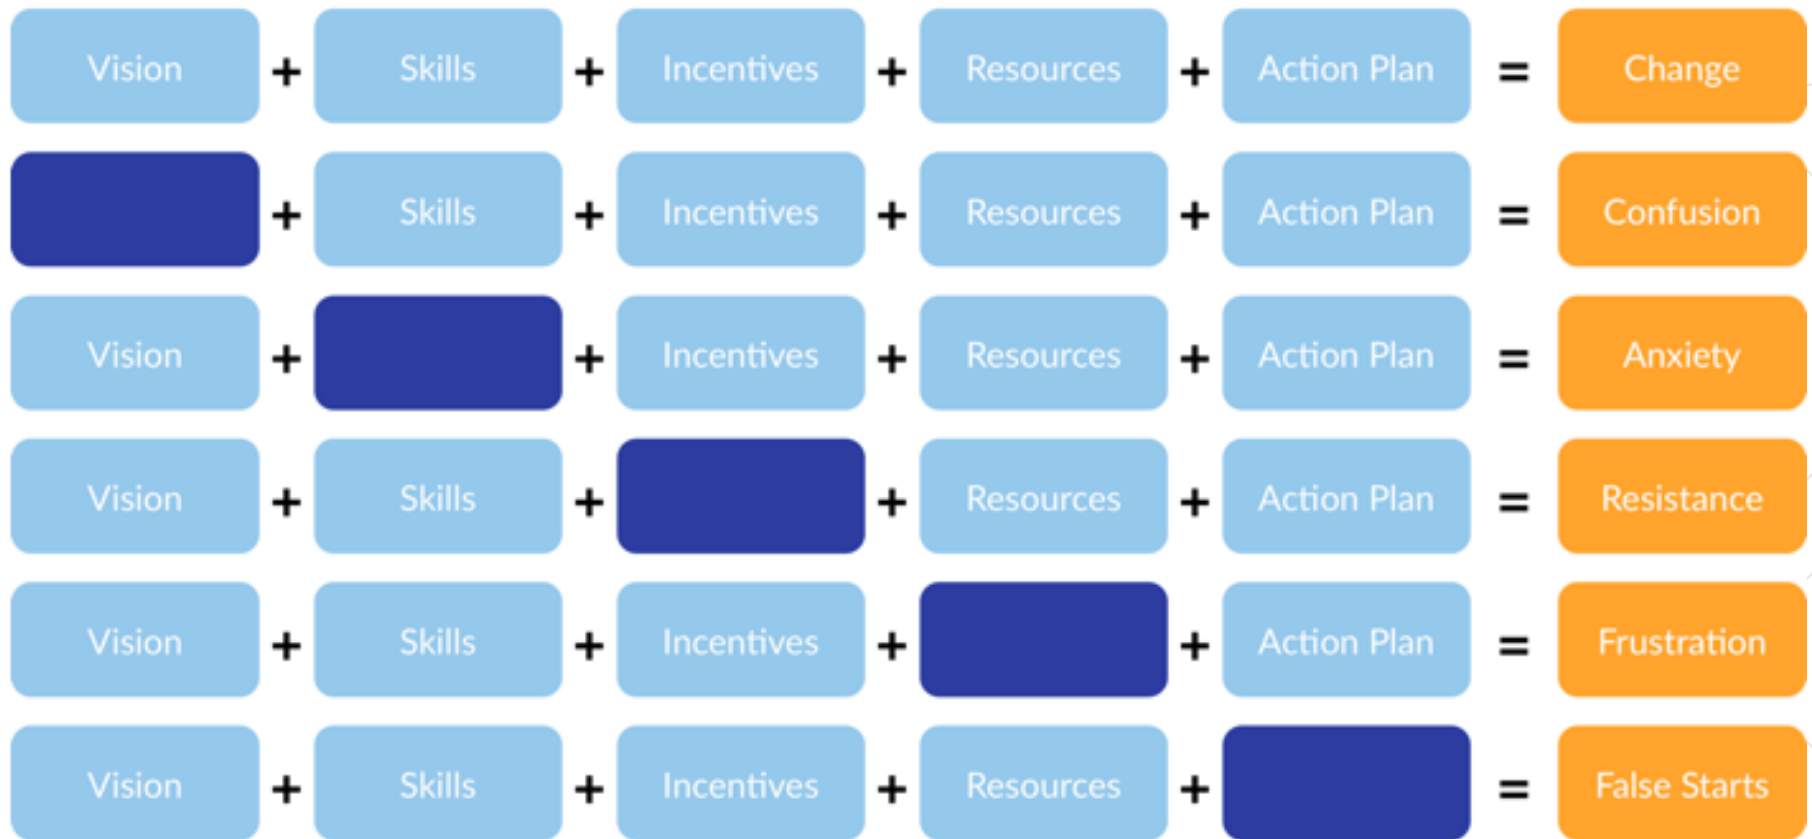 Vision + Skills + Incentives + Resources + Action Plan = Change
+ Skills + Incentives + Resources + Action Plan = Confusion
Vision + + Incentives + Resources + Action Plan = Anxiety
Vision + Skills + + Resources + Action Plan = Resistance
Vision + Skills + Incentives + + Action Plan = Frustration
Vision + Skills + Incentives + Resources + = False Starts